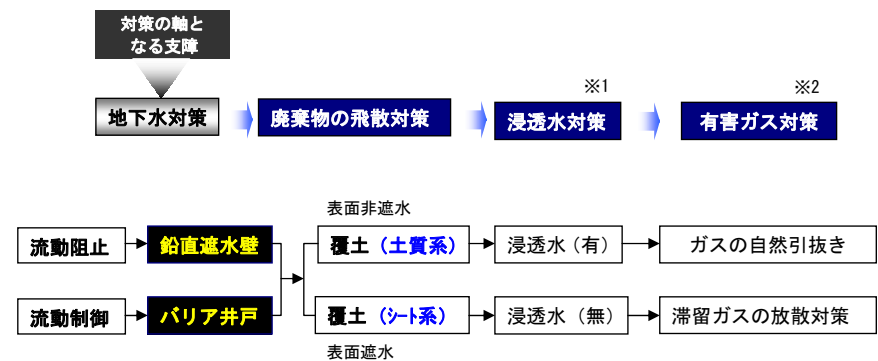 対策の軸と
なる支障
※1
※2
地下水対策
廃棄物の飛散対策
浸透水対策
有害ガス対策
表面非遮水
流動阻止
鉛直遮水壁
覆土（土質系）
浸透水（有）
ガスの自然引抜き
流動制御
バリア井戸
覆土（ｼｰﾄ系）
浸透水（無）
滞留ガスの放散対策
表面遮水